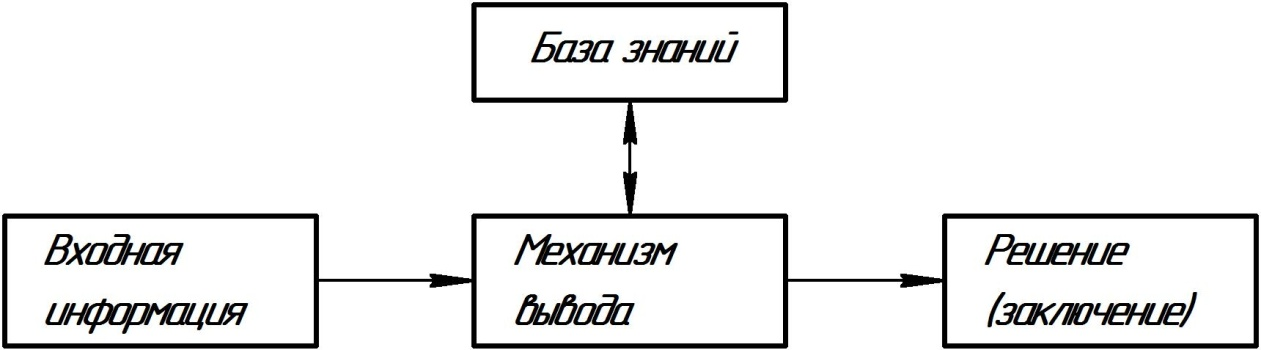 База знаний
Входная
информация
Механизм
вывода
Решение
(заключение)